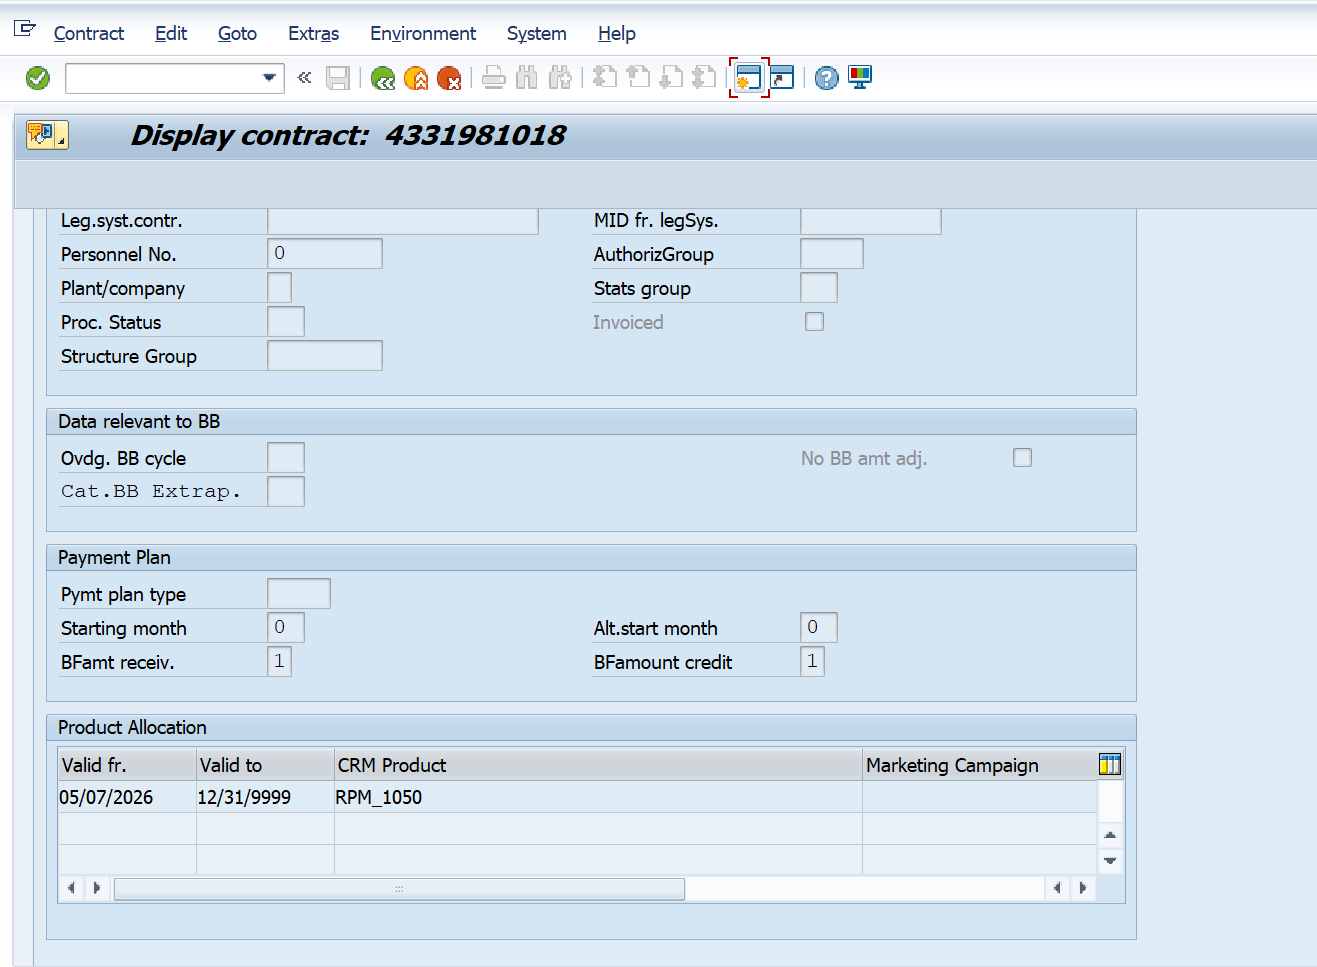 Contract Edit Goto Extras Environment System Help
Display contract: 4331981018
Leg.syst.contr. MID fr. legSys.
Personnel No. 0 AuthorizGroup
Plant/company Stats group
Proc. Status Invoiced
Structure Group
Data relevant to BB
Ovdg. BB cycle No BB amt adj.
Cat.BB Extrap.
Payment Plan
Pymt plan type
Starting month 0 Alt.start month 0
BFamt receiv. 1 BFamount credit 1
Product Allocation
Valid fr. Valid to CRM Product Marketing Campaign
05/07/2026 12/31/9999 RPM_1050